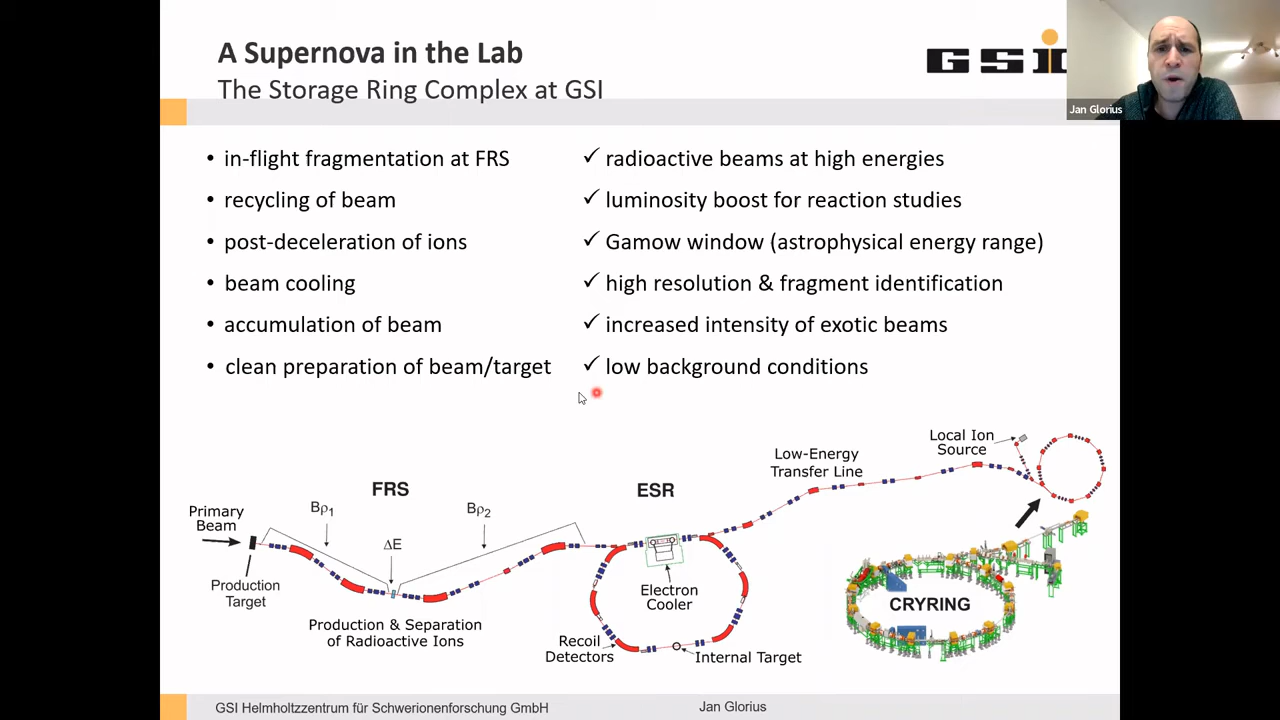 A Supernova in the Lab
The Storage Ring Complex at GSI
GSI
Jan Glorius
• in-flight fragmentation at FRS
✓ radioactive beams at high energies
• recycling of beam
✓ luminosity boost for reaction studies
• post-deceleration of ions
✓ Gamow window (astrophysical energy range)
• beam cooling
✓ high resolution & fragment identification
• accumulation of beam
✓ increased intensity of exotic beams
• clean preparation of beam/target
✓ low background conditions
Primary
Beam
Production
Target
FRS
Bρ1
ΔE
Bρ2
Production & Separation
of Radioactive Ions
ESR
Electron
Cooler
Recoil
Detectors
Internal Target
Low-Energy
Transfer Line
Local Ion
Source
CRYRING
GSI Helmholtzzentrum für Schwerionenforschung GmbH
Jan Glorius